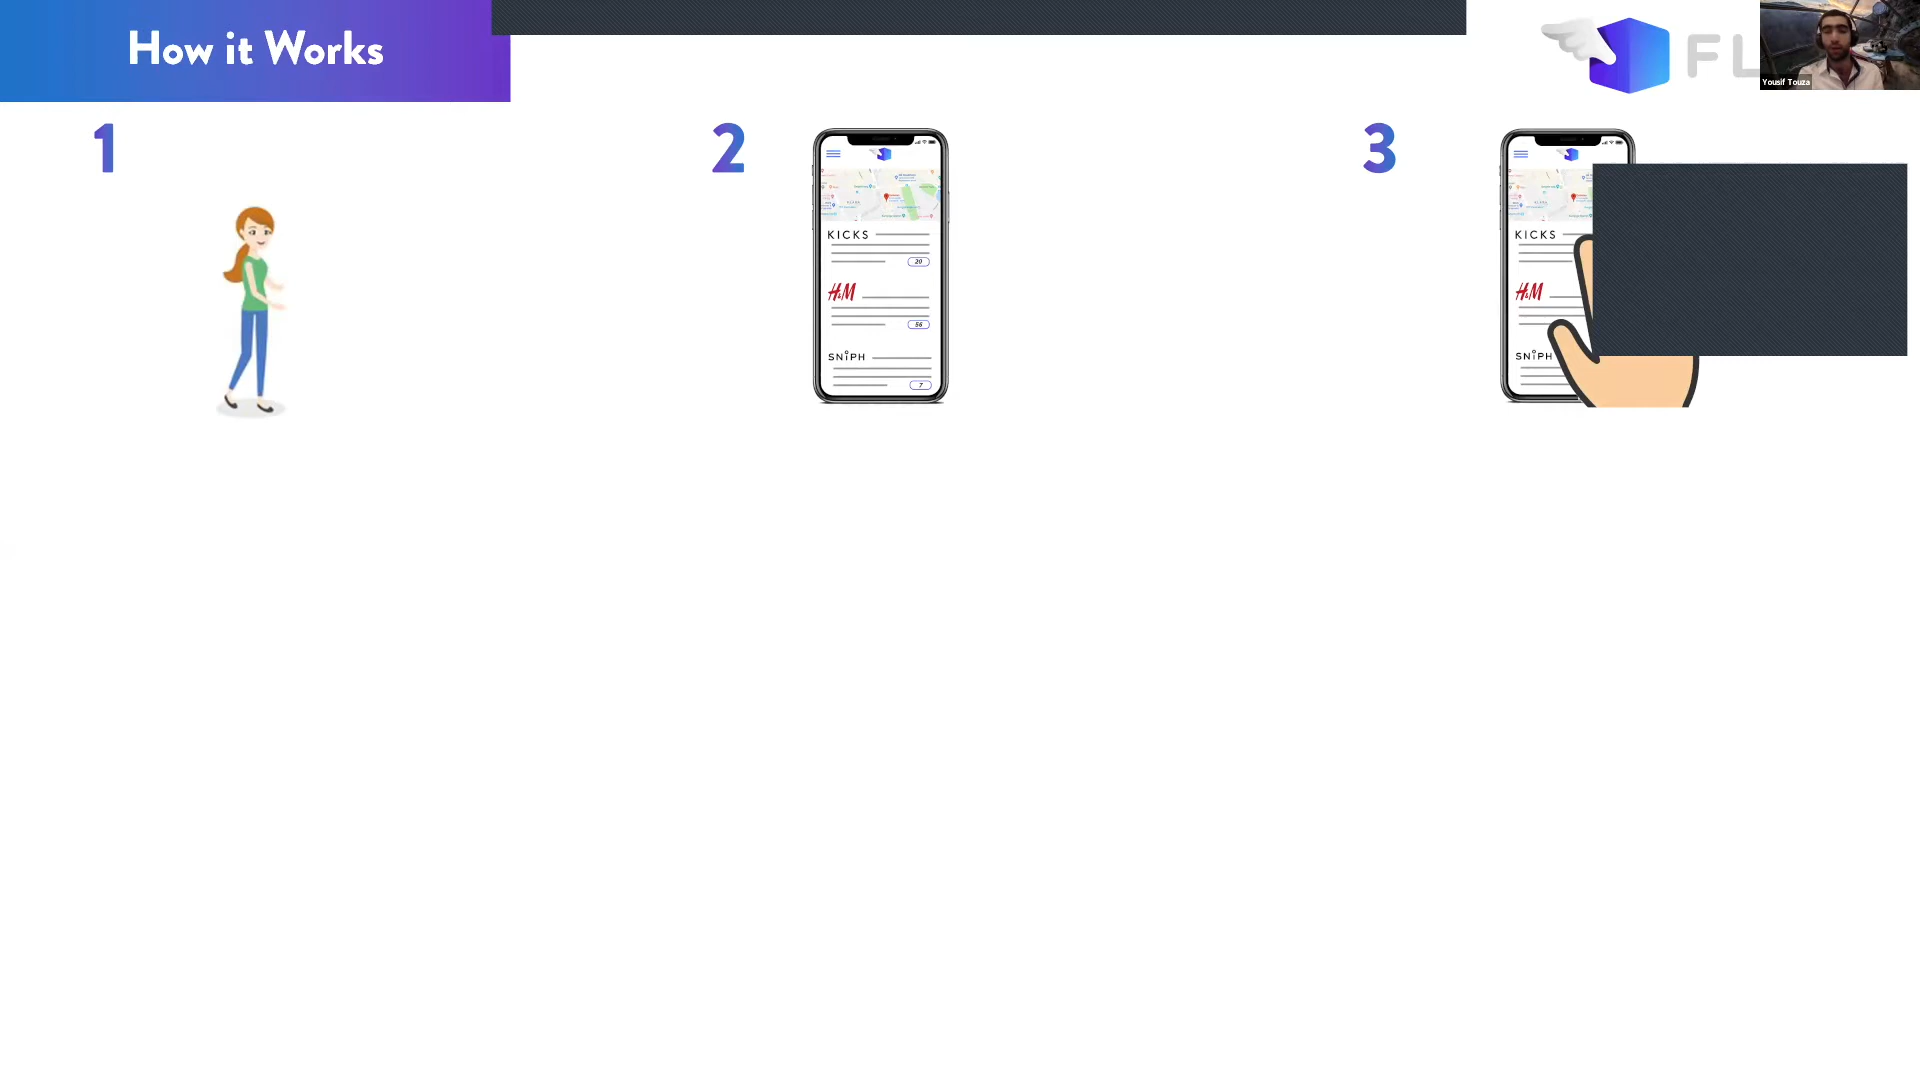 How it Works
FL
Yousif Touza
1
2
3
KICKS
20
H&M
56
SNIPH
7
KICKS
H&M
SNIPH